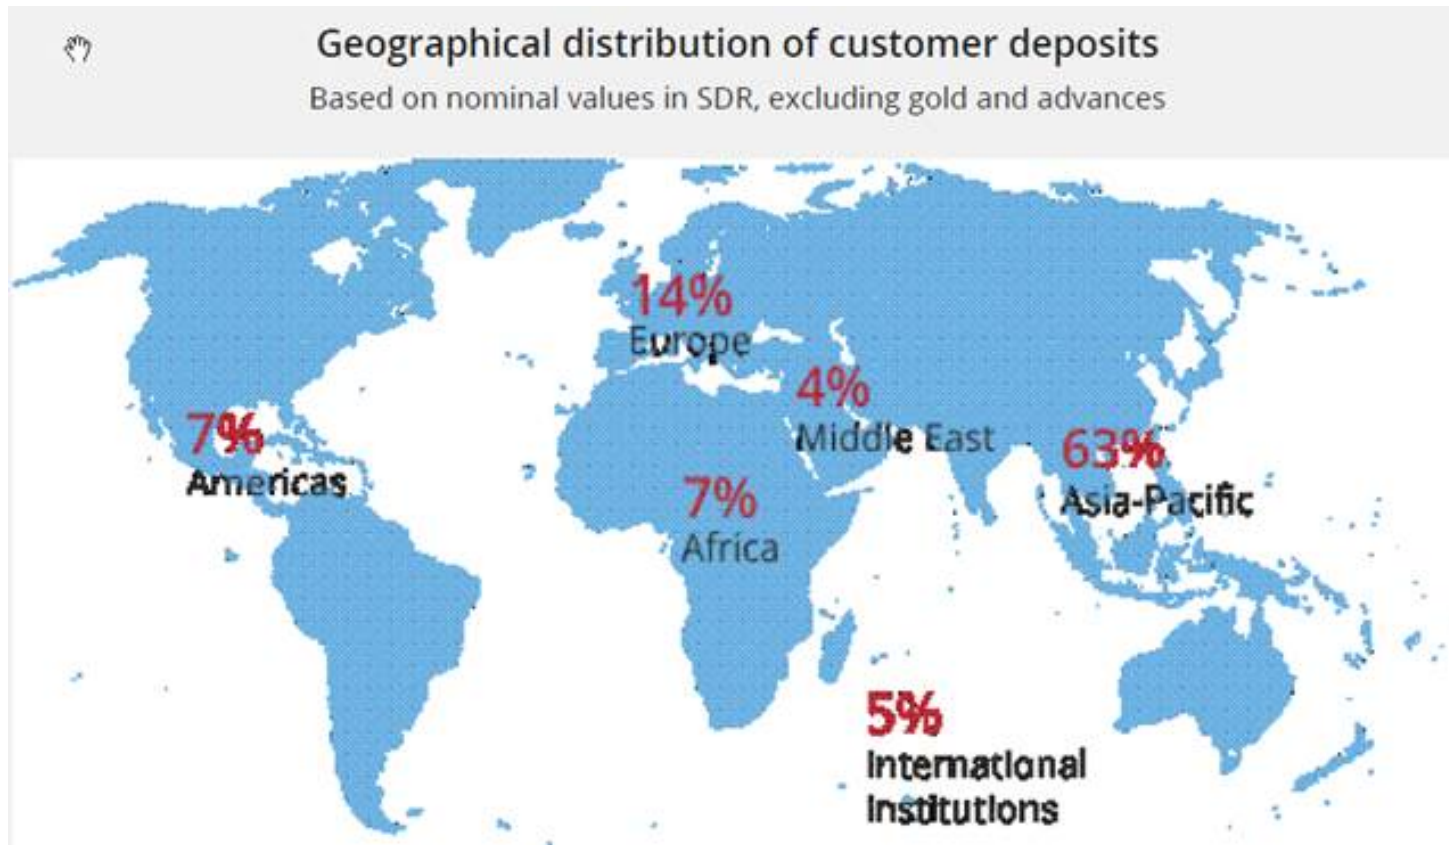 Geographical distribution of customer deposits
Based on nominal values in SDR, excluding gold and advances
14%
Europe
4%
Middle East
7%
Americas
63%
Asia-Pacific
7%
Africa
5%
International
Institutions